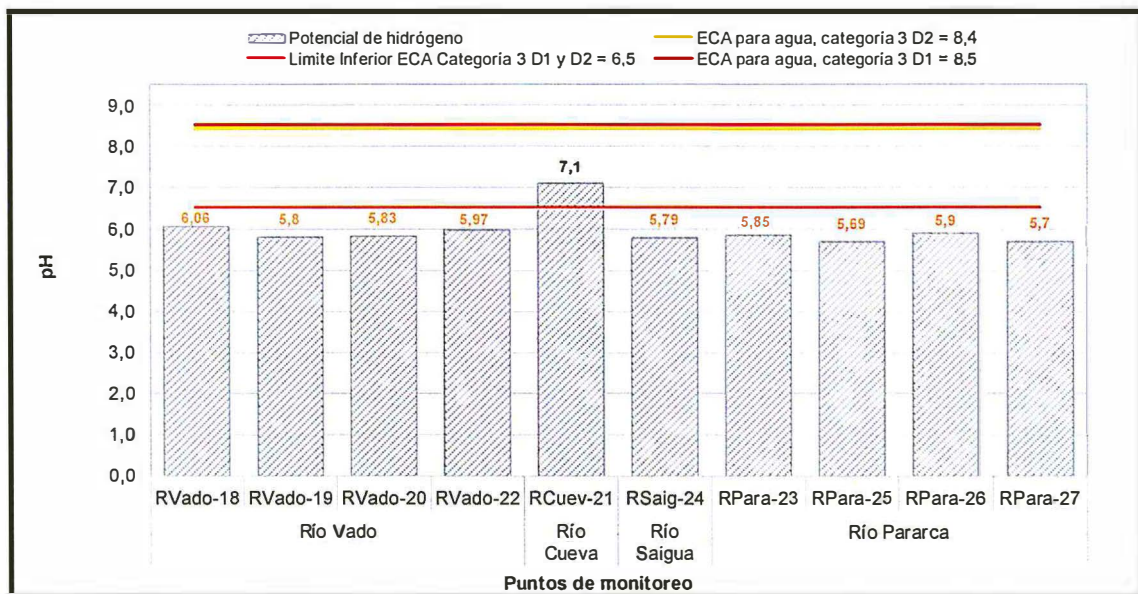 Potencial de hidrógeno
ECA para agua, categoría 3 D2 = 8,4
Limite Inferior ECA Categoría 3 D1 y D2 = 6,5
ECA para agua, categoría 3 D1 = 8,5
9,0
8,0
7,0
6,0
5,0
4,0
3,0
2,0
1,0
0,0
pH
6,06
5,8
5,83
5,97
7,1
5,79
5,85
5,69
5,9
5,7
RVado-18 RVado-19 RVado-20 RVado-22 RCuev-21 RSaig-24 RPara-23 RPara-25 RPara-26 RPara-27
Río Vado
Río Cueva
Río Saigua
Río Pararca
Puntos de monitoreo